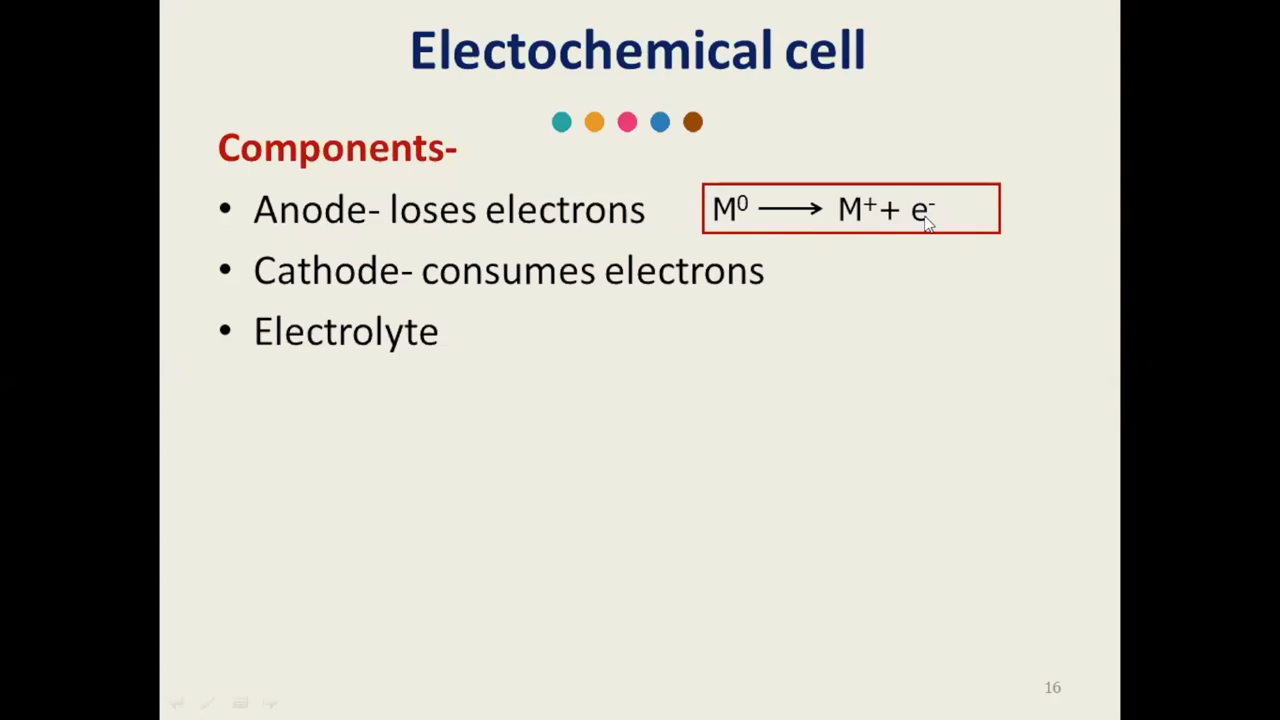 Electochemical cell
Components-
• Anode- loses electrons M⁰ ⟶ M⁺+ e⁻
• Cathode- consumes electrons
• Electrolyte
16